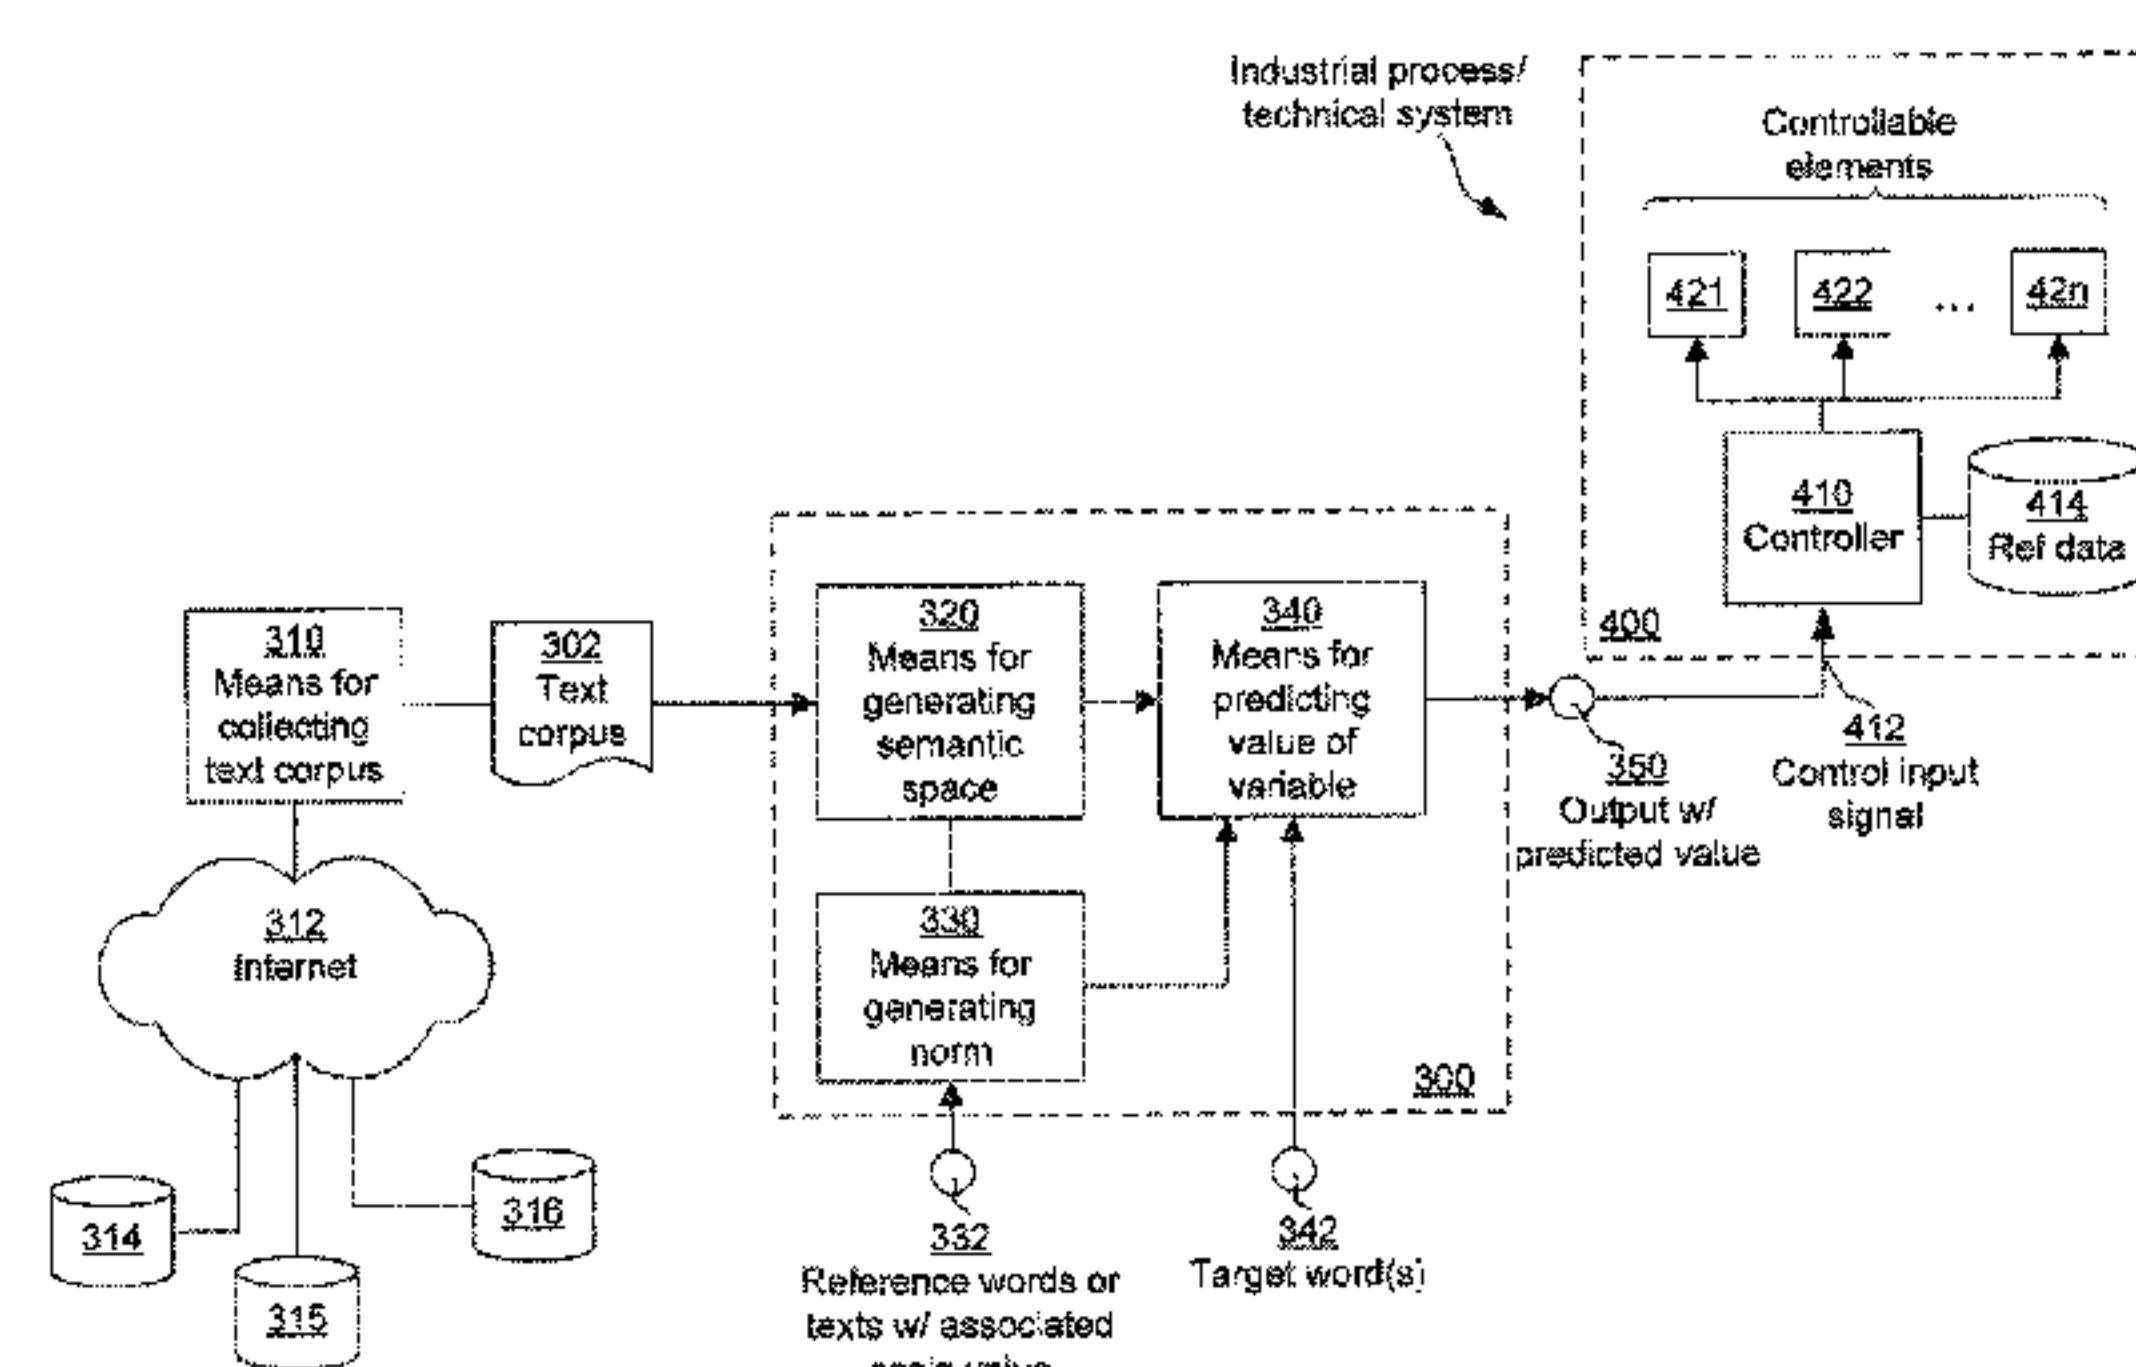 Industrial process/
technical system
Controllable
elements
421
422
...
42n
410
Controller
414
Ref data
400
412
Control input
signal
310
Means for
collecting
text corpus
302
Text
corpus
320
Means for
generating
semantic
space
340
Means for
predicting
value of
variable
350
Output w/
predicted value
312
Internet
330
Means for
generating
norm
300
314
315
316
332
Reference words or
texts w/ associated
342
Target word(s)